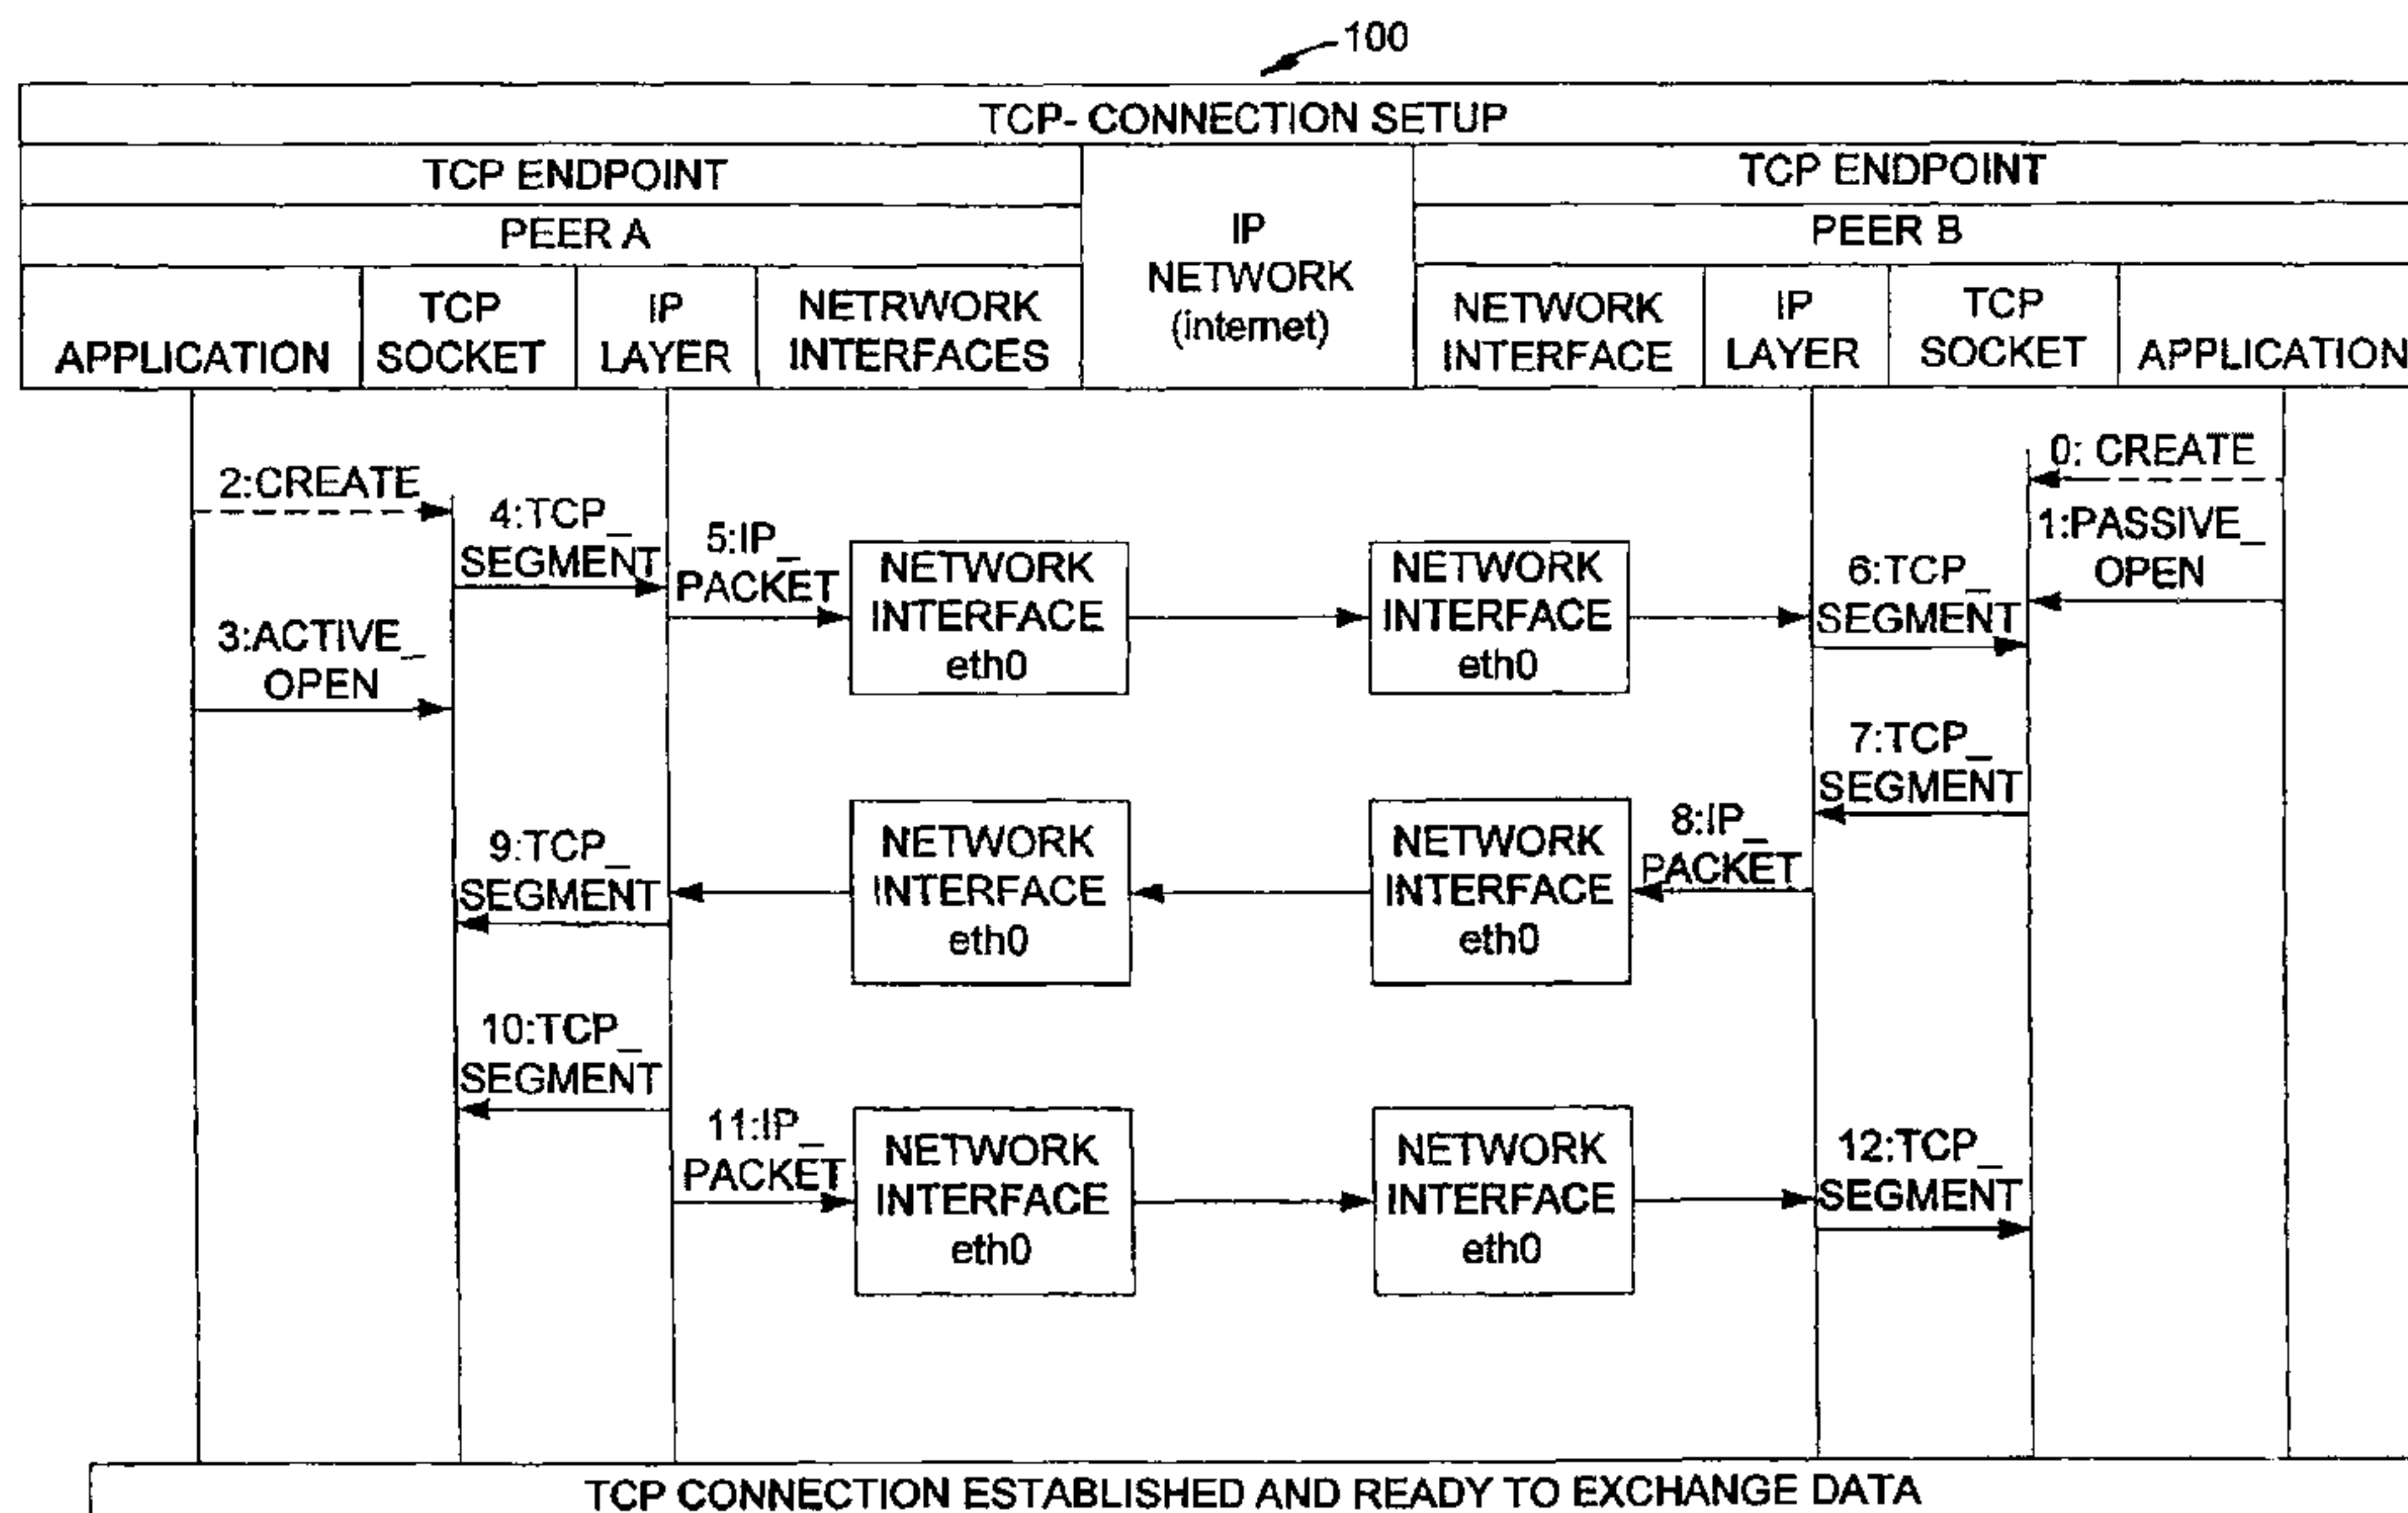 100
TCP- CONNECTION SETUP
TCP ENDPOINT
TCP ENDPOINT
PEER A
IP
NETWORK
(internet)
PEER B
APPLICATION
TCP
SOCKET
IP
LAYER
NETRWORK
INTERFACES
NETWORK
INTERFACE
IP
LAYER
TCP
SOCKET
APPLICATION
0: CREATE
1:PASSIVE_
OPEN
2:CREATE
3:ACTIVE_
OPEN
4:TCP_
SEGMENT
5:IP_
PACKET
NETWORK
INTERFACE
eth0
NETWORK
INTERFACE
eth0
6:TCP_
SEGMENT
7:TCP_
SEGMENT
8:IP_
PACKET
NETWORK
INTERFACE
eth0
NETWORK
INTERFACE
eth0
9:TCP_
SEGMENT
10:TCP_
SEGMENT
11:IP_
PACKET
NETWORK
INTERFACE
eth0
NETWORK
INTERFACE
eth0
12:TCP_
SEGMENT
TCP CONNECTION ESTABLISHED AND READY TO EXCHANGE DATA